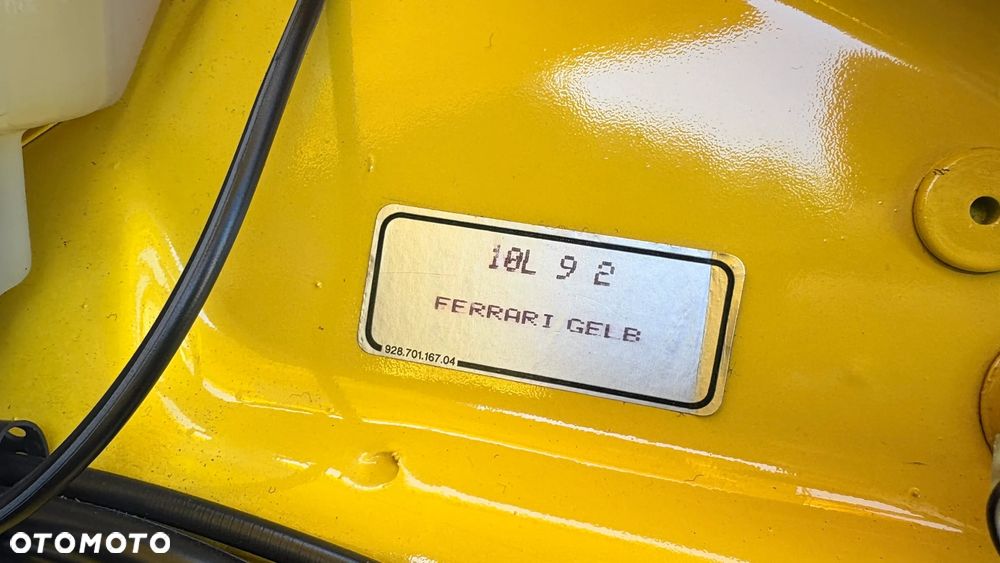 10L 9 2
FERRARI GELB
928.701.167.04
OTOMOTO